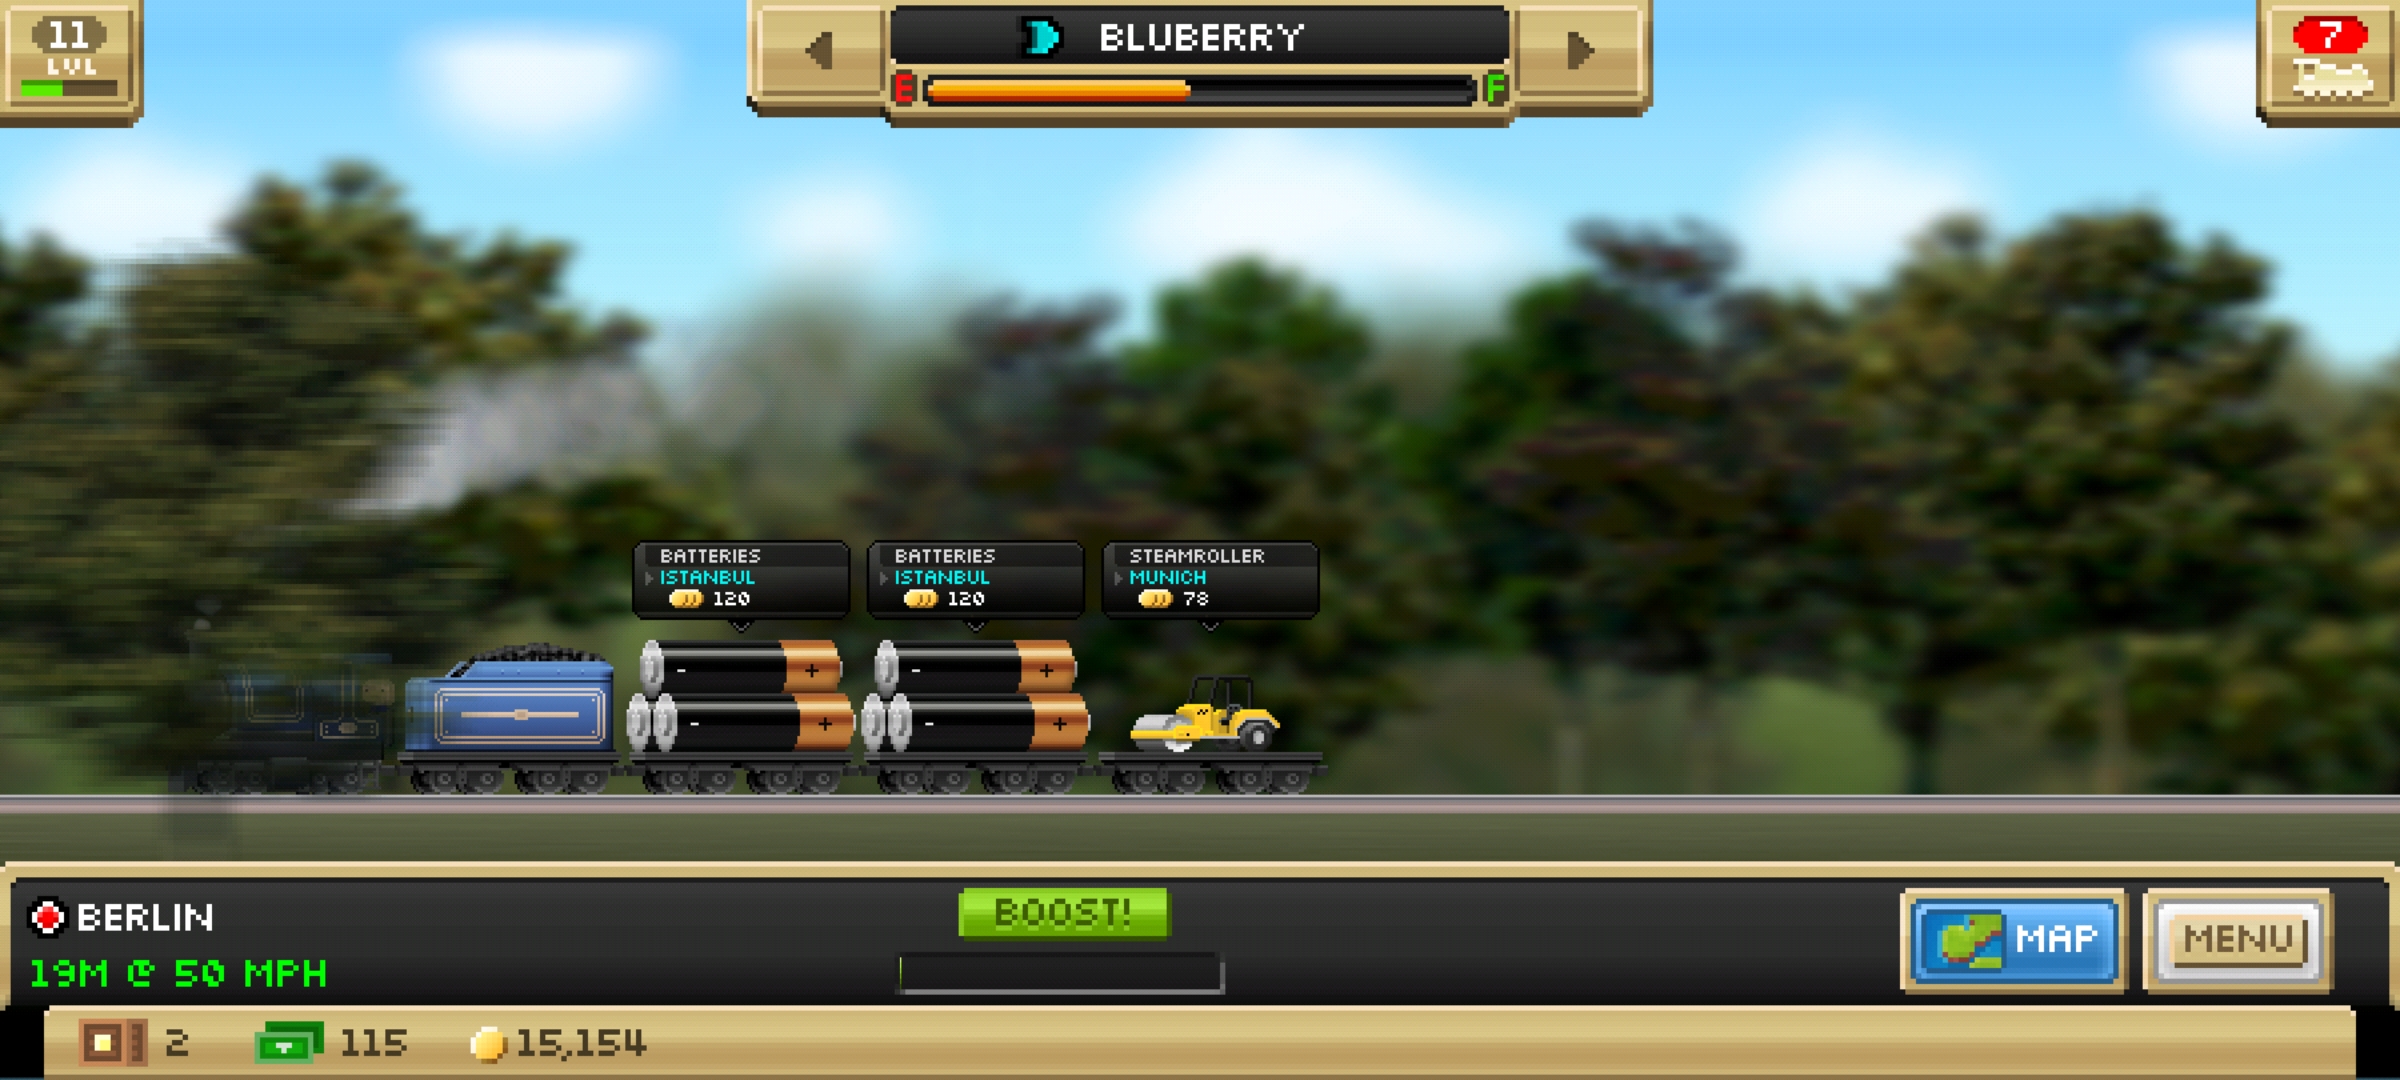 11
LVL
BLUBERRY
E F
7
BATTERIES
ISTANBUL
120
BATTERIES
ISTANBUL
120
STEAMROLLER
MUNICH
78
- +
- +
- +
- +
BERLIN
19M @ 50 MPH
BOOST!
MAP
MENU
2
115
15,154